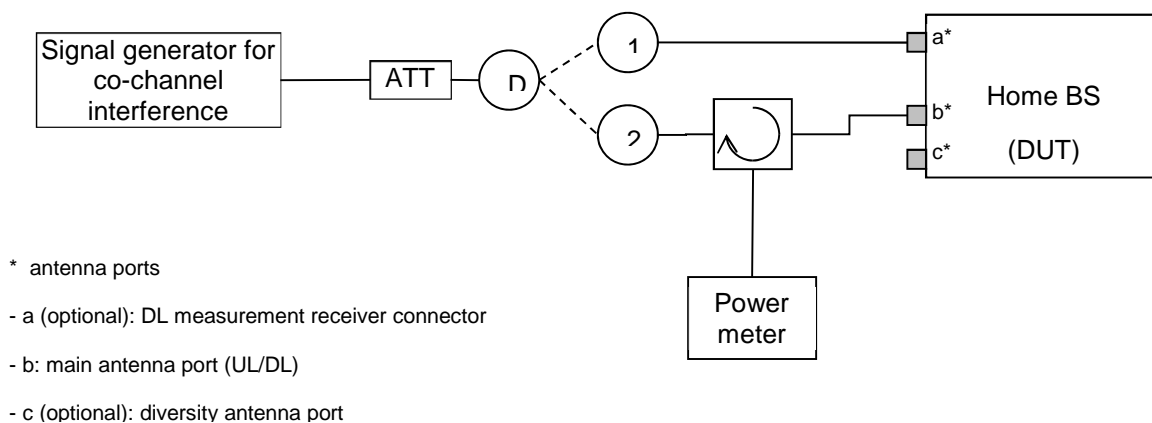 Signal generator for
co-channel
interference
ATT
D
1
2
a*
b*
c*
Home BS
(DUT)
Power
meter
* antenna ports
- a (optional): DL measurement receiver connector
- b: main antenna port (UL/DL)
- c (optional): diversity antenna port